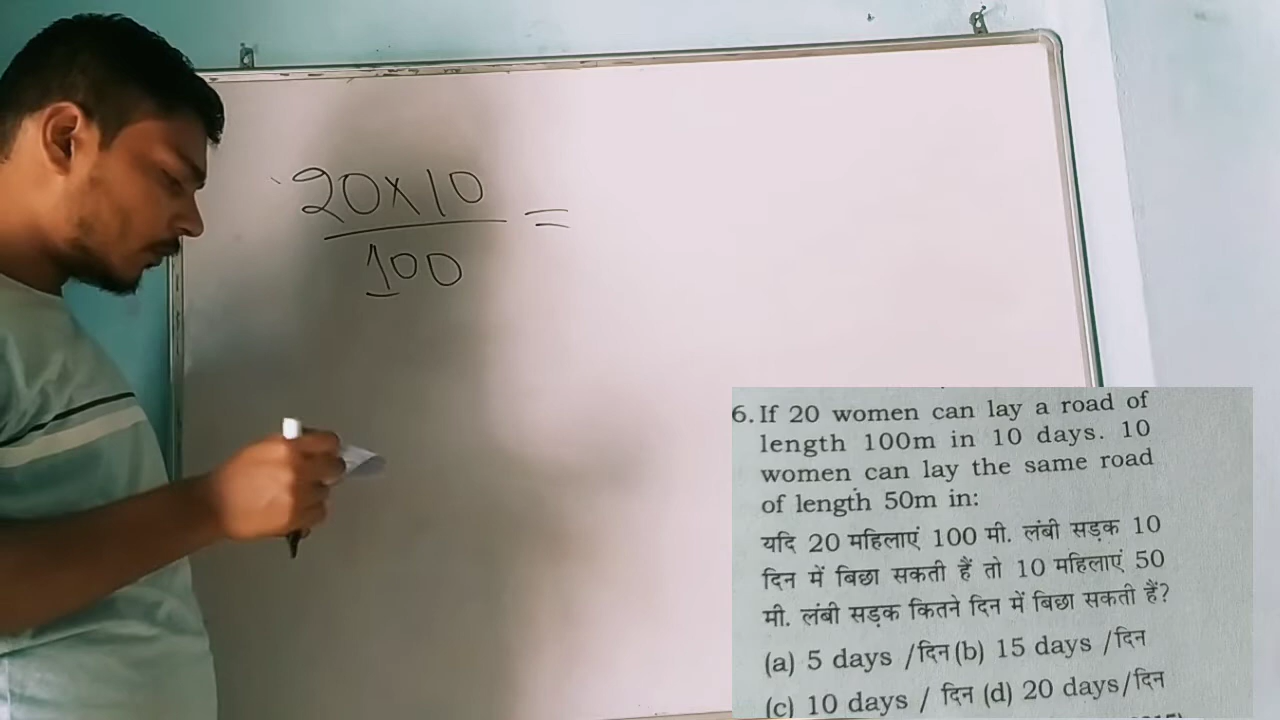 20×10
100 =
6. If 20 women can lay a road of
length 100m in 10 days. 10
women can lay the same road
of length 50m in:
यदि 20 महिलाएं 100 मी. लंबी सड़क 10
दिन में बिछा सकती हैं तो 10 महिलाएं 50
मी. लंबी सड़क कितने दिन में बिछा सकती हैं?
(a) 5 days /दिन (b) 15 days /दिन
(c) 10 days / दिन (d) 20 days/दिन